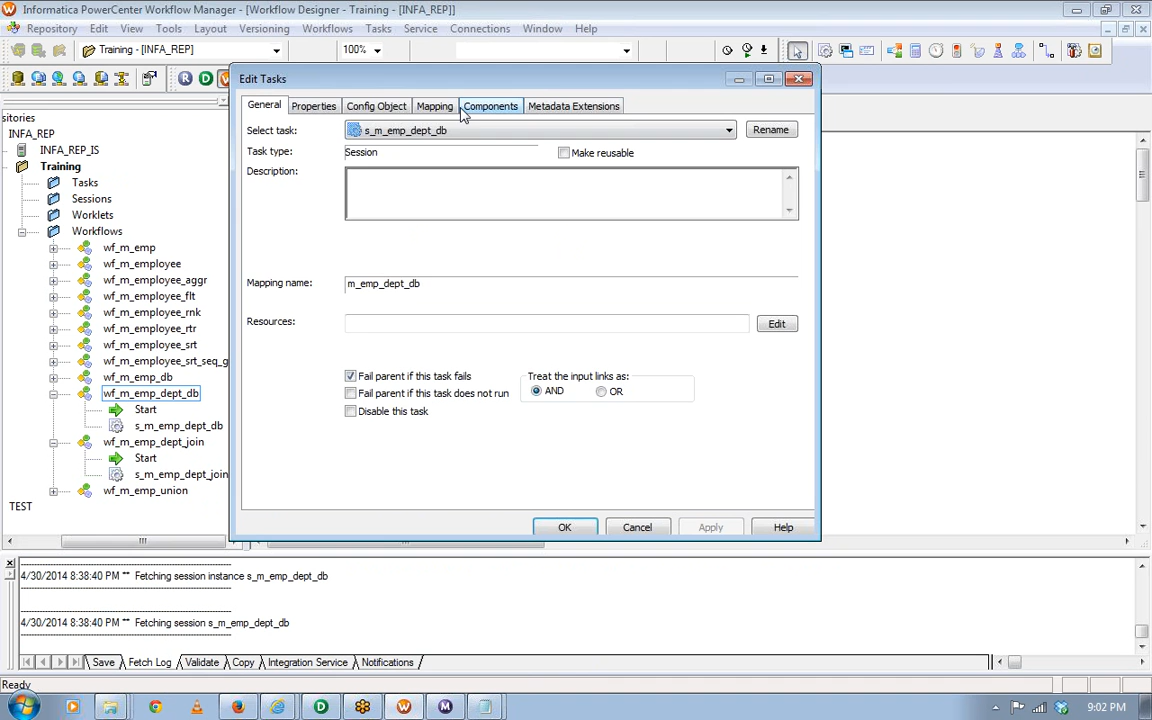 Informatica PowerCenter Workflow Manager - [Workflow Designer - Training - [INFA_REP]]
Repository Edit View Tools Layout Versioning Workflows Tasks Service Connections Window Help
Training - [INFA_REP] 100%
R D W
Edit Tasks
General Properties Config Object Mapping Components Metadata Extensions
Select task: s_m_emp_dept_db Rename
Task type: Session Make reusable
Description:
Mapping name: m_emp_dept_db
Resources: Edit
Fail parent if this task fails
Fail parent if this task does not run
Disable this task
Treat the input links as:
AND OR
OK Cancel Apply Help
sitories
INFA_REP
INFA_REP_IS
Training
Tasks
Sessions
Worklets
Workflows
wf_m_emp
wf_m_employee
wf_m_employee_aggr
wf_m_employee_flt
wf_m_employee_rnk
wf_m_employee_rtr
wf_m_employee_srt
wf_m_employee_srt_seq_g
wf_m_emp_db
wf_m_emp_dept_db
Start
s_m_emp_dept_db
wf_m_emp_dept_join
Start
s_m_emp_dept_join
wf_m_emp_union
TEST
4/30/2014 8:38:40 PM ** Fetching session instance s_m_emp_dept_db
4/30/2014 8:38:40 PM ** Fetching session s_m_emp_dept_db
Save Fetch Log Validate Copy Integration Service Notifications
Ready
9:02 PM